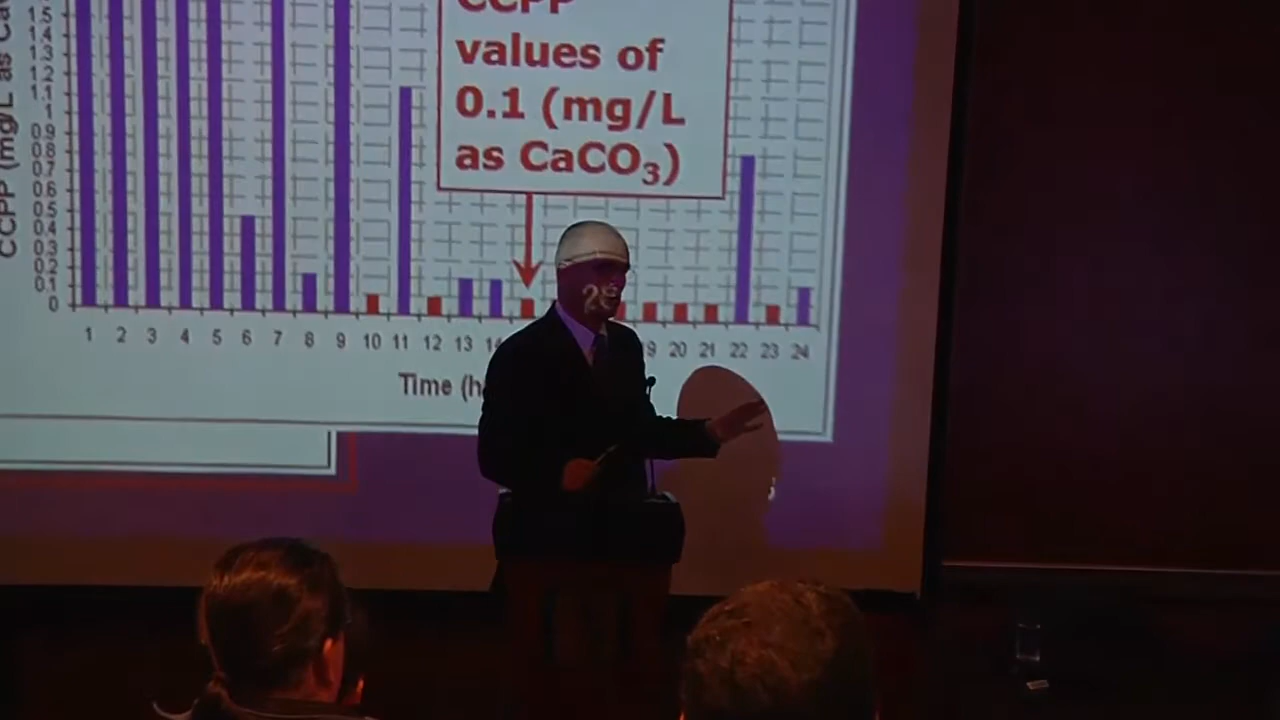 CCPP
values of
0.1 (mg/L
as CaCO₃)
CCPP (mg/L as Ca
1.5
1.4
1.3
1.2
1.1
1
0.9
0.8
0.7
0.6
0.5
0.4
0.3
0.2
0.1
0
1 2 3 4 5 6 7 8 9 10 11 12 13 14 19 20 21 22 23 24
Time (h